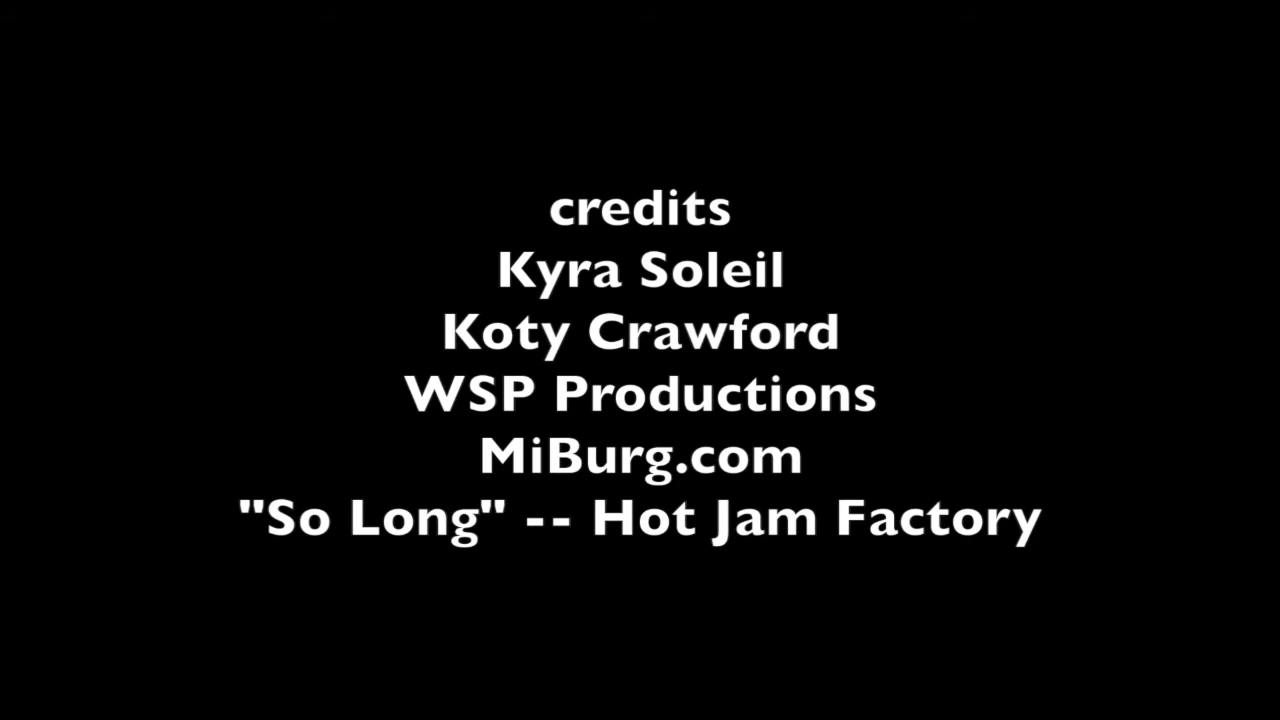 credits
Kyra Soleil
Koty Crawford
WSP Productions
MiBurg.com
"So Long" -- Hot Jam Factory